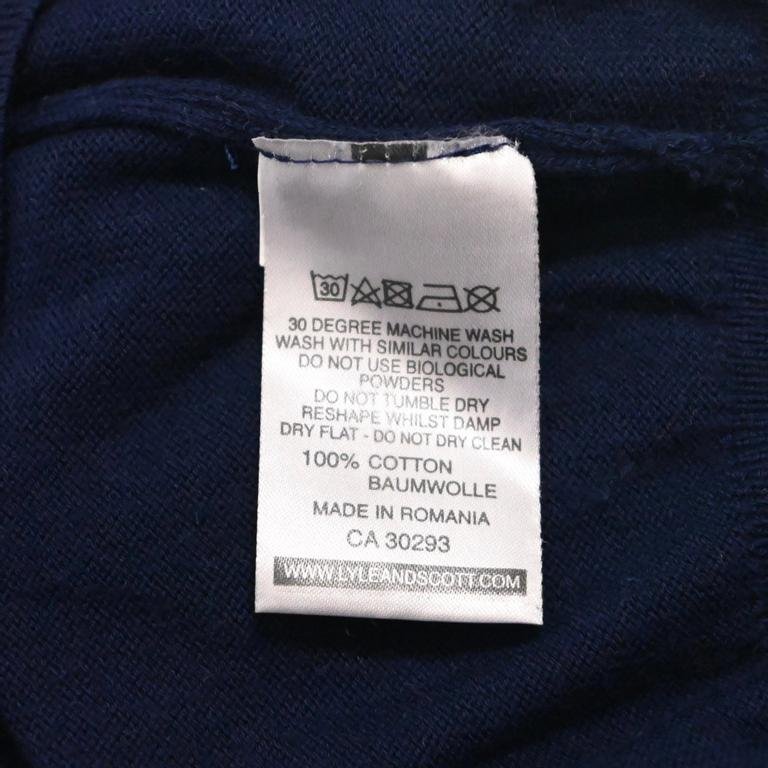 30
30 DEGREE MACHINE WASH
WASH WITH SIMILAR COLOURS
DO NOT USE BIOLOGICAL
POWDERS
DO NOT TUMBLE DRY
RESHAPE WHILST DAMP
DRY FLAT - DO NOT DRY CLEAN
100% COTTON
BAUMWOLLE
MADE IN ROMANIA
CA 30293
WWW.LYLEANDSCOTT.COM